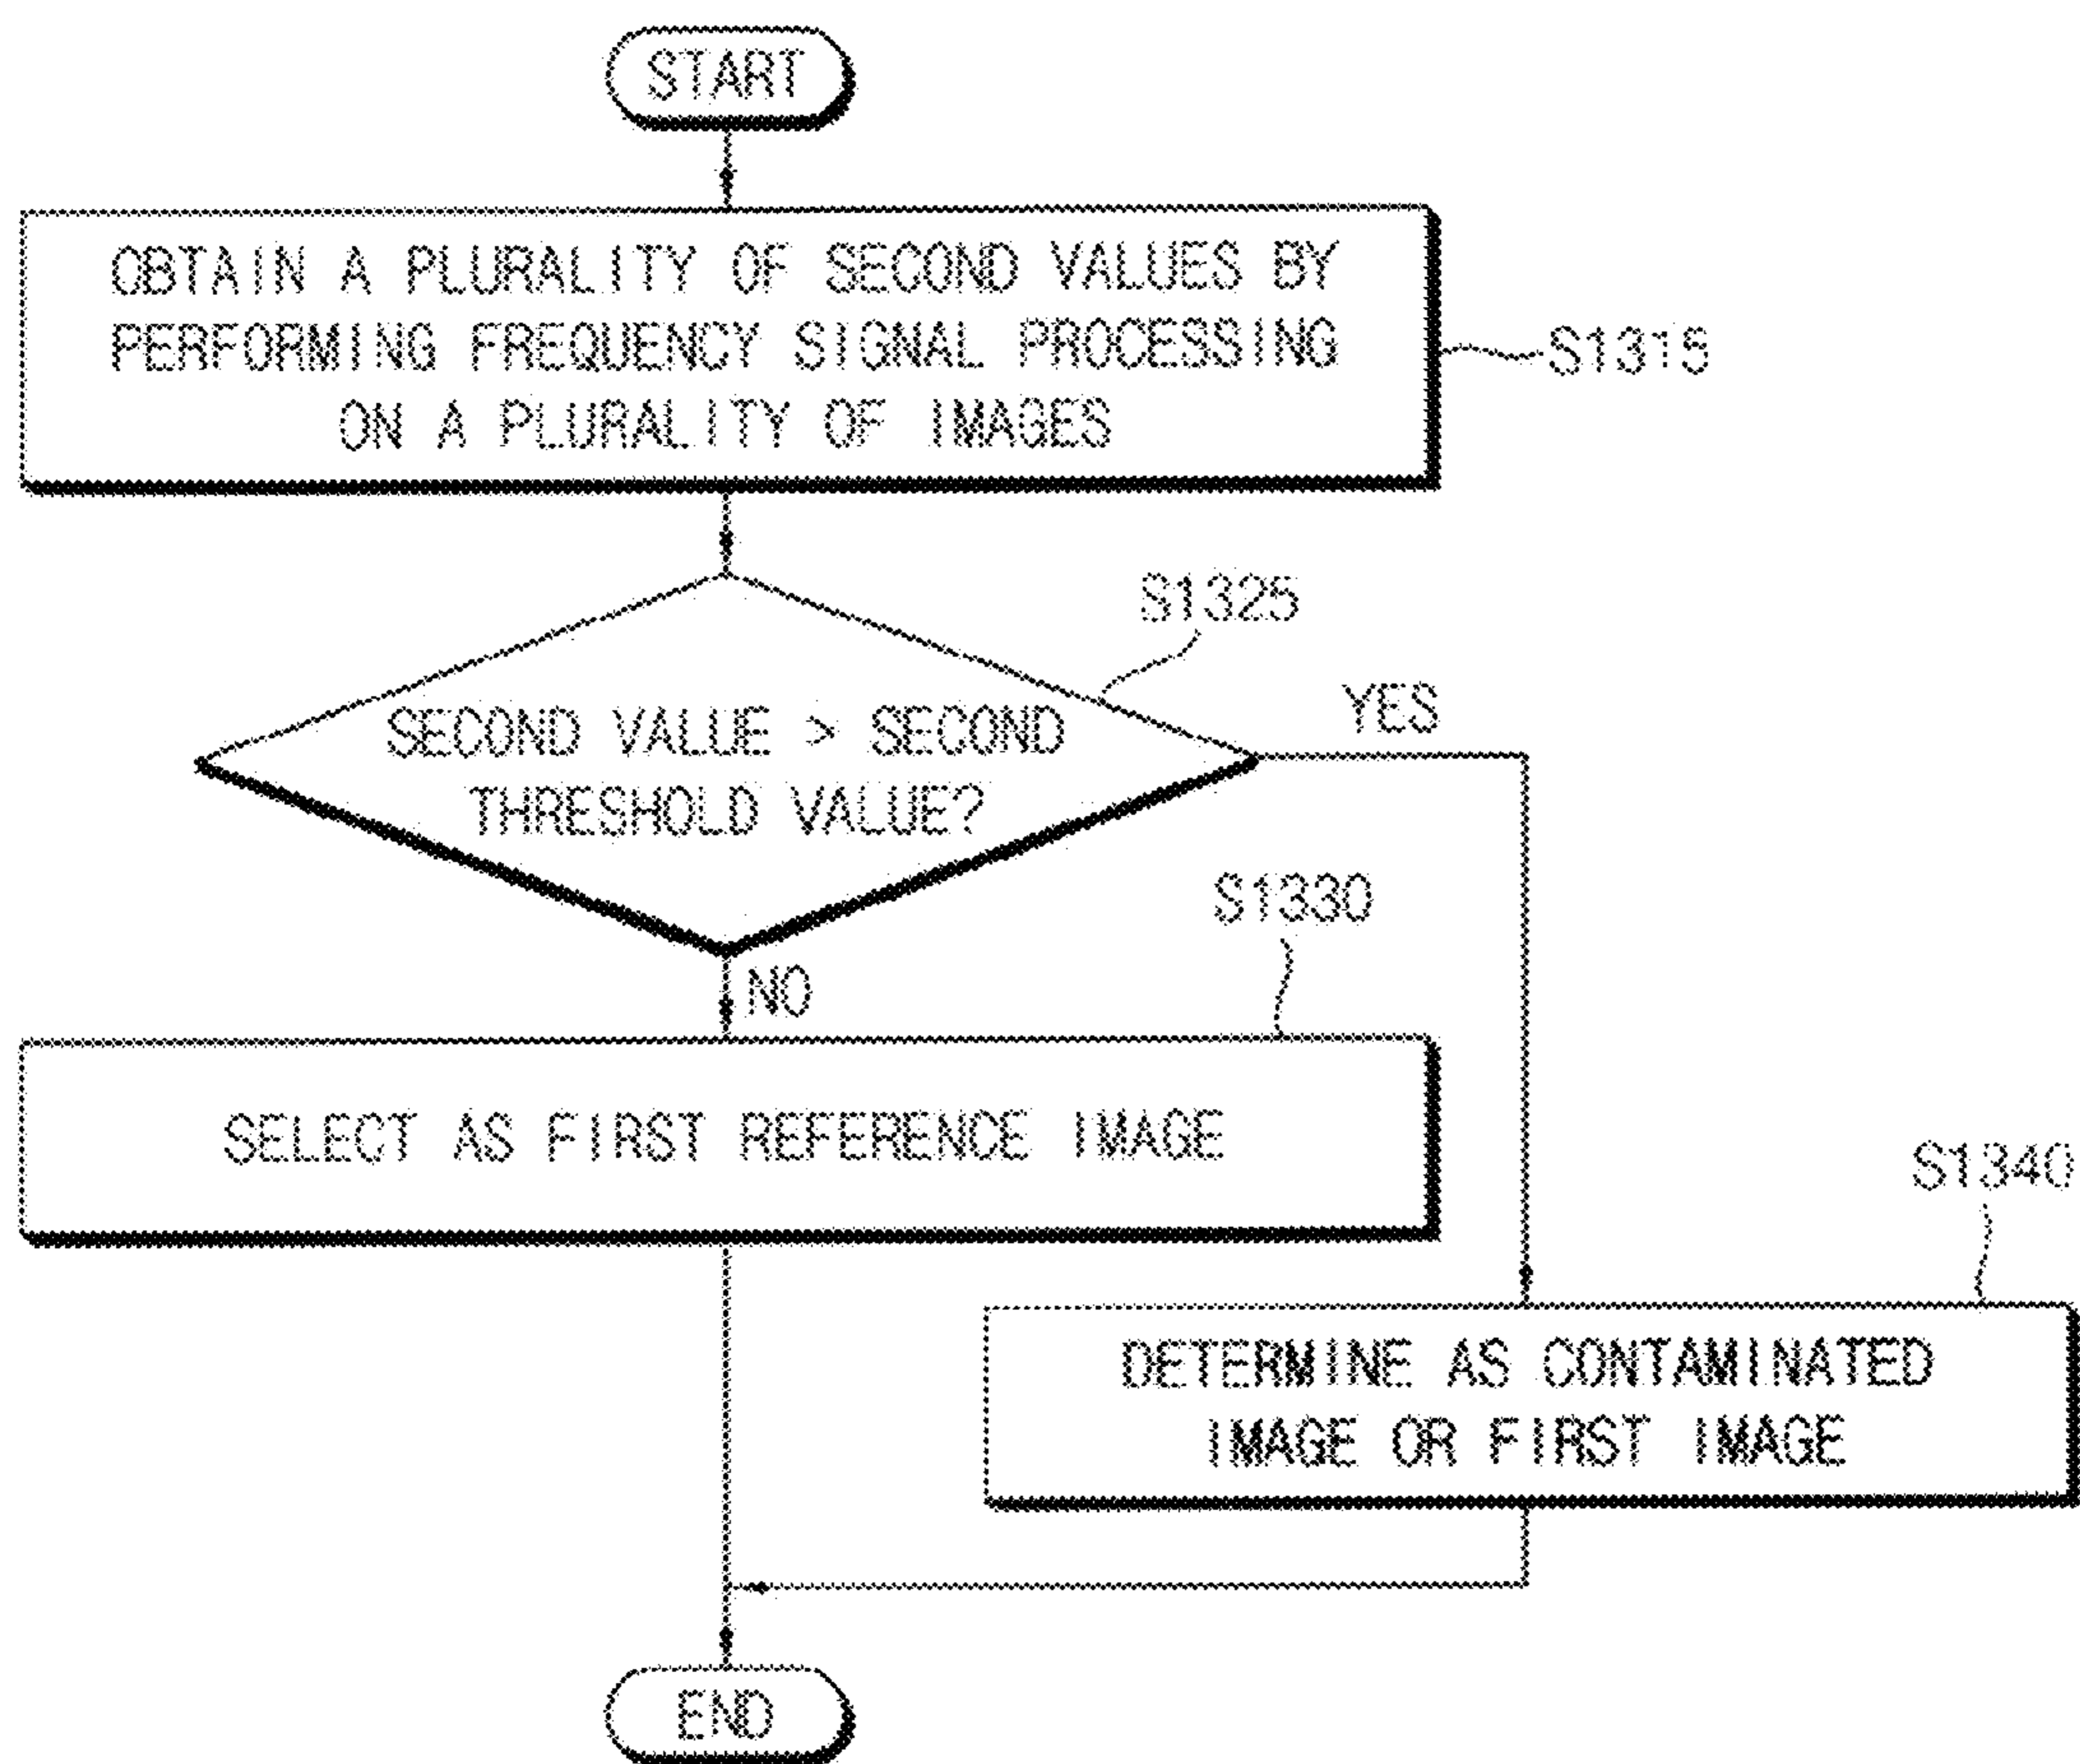 START
OBTAIN A PLURALITY OF SECOND VALUES BY
PERFORMING FREQUENCY SIGNAL PROCESSING
ON A PLURALITY OF IMAGES
S1315
S1325
SECOND VALUE > SECOND
THRESHOLD VALUE?
YES
NO
S1330
SELECT AS FIRST REFERENCE IMAGE
S1340
DETERMINE AS CONTAMINATED
IMAGE OR FIRST IMAGE
END